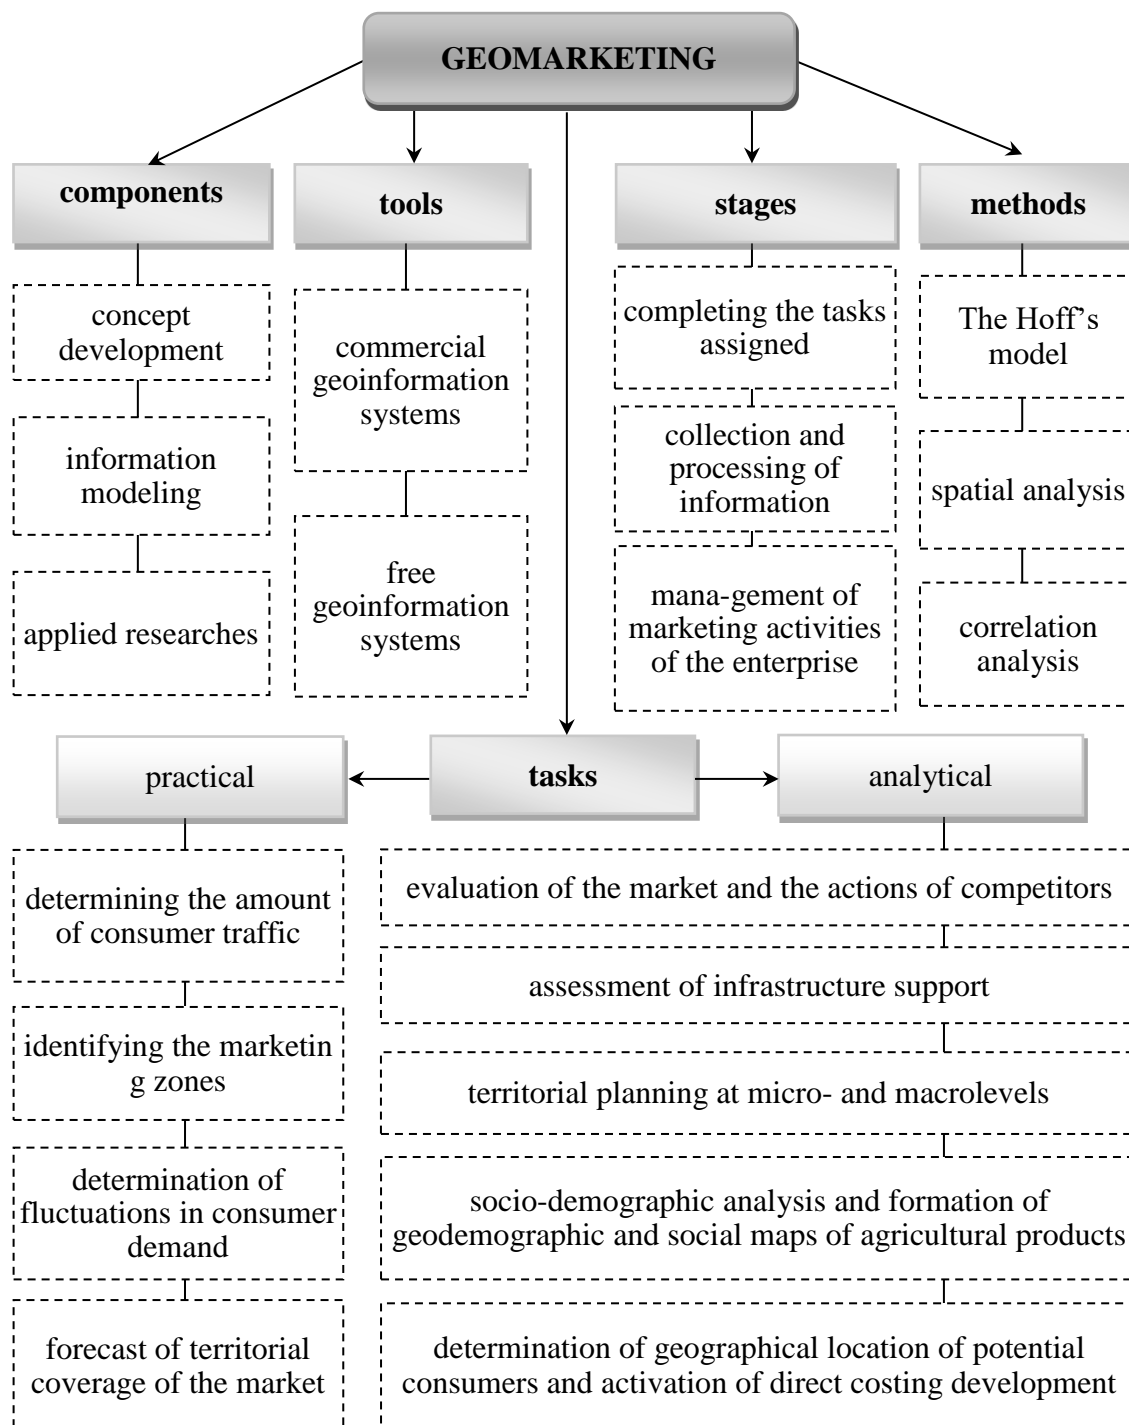 GEOMARKETING
components
tools
stages
methods
concept
development
information
modeling
applied researches
commercial
geoinformation
systems
free
geoinformation
systems
completing the tasks
assigned
collection and
processing of
information
mana-gement of
marketing activities
of the enterprise
The Hoff’s
model
spatial analysis
correlation
analysis
practical
tasks
analytical
determining the amount
of consumer traffic
identifying the marketin
g zones
determination of
fluctuations in consumer
demand
forecast of territorial
coverage of the market
evaluation of the market and the actions of competitors
assessment of infrastructure support
territorial planning at micro- and macrolevels
socio-demographic analysis and formation of
geodemographic and social maps of agricultural products
determination of geographical location of potential
consumers and activation of direct costing development